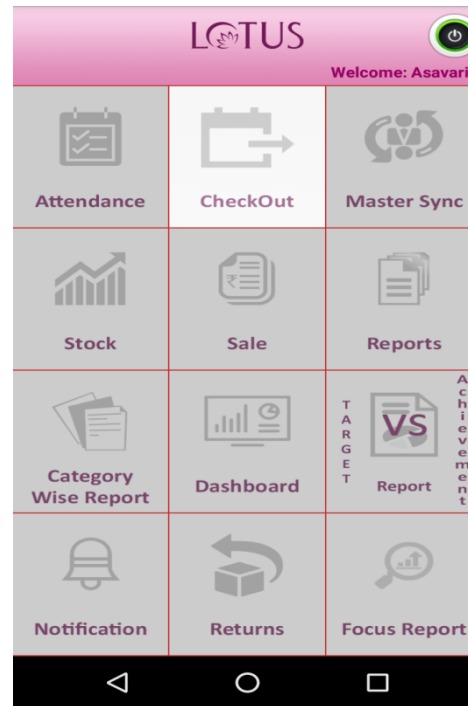 LOTUS
Welcome: Asavari
Attendance
CheckOut
Master Sync
Stock
₹
Sale
Reports
Category
Wise Report
Dashboard
TARGET
VS
Achievement
Report
Notification
Returns
Focus Report